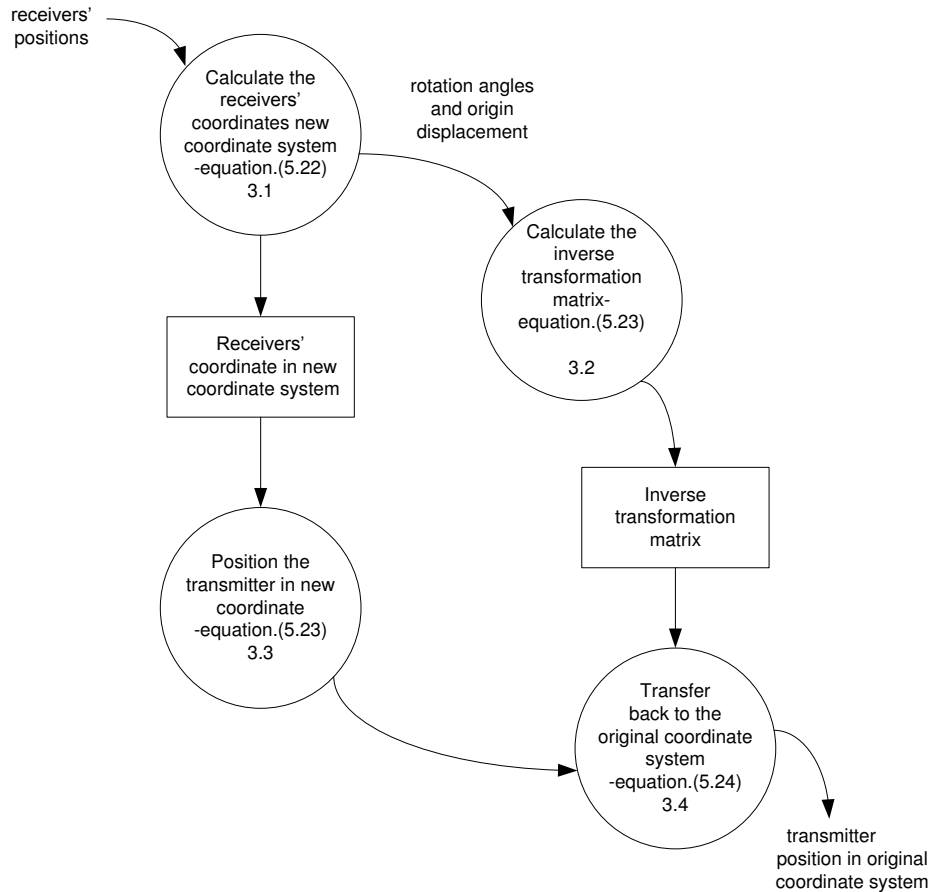 receivers'
positions
Calculate the
receivers'
coordinates new
coordinate system
-equation.(5.22)
3.1
rotation angles
and origin
displacement
Calculate the
inverse
transformation
matrix-
equation.(5.23)
3.2
Receivers'
coordinate in new
coordinate system
Inverse
transformation
matrix
Position the
transmitter in new
coordinate
-equation.(5.23)
3.3
Transfer
back to the
original coordinate
system
-equation.(5.24)
3.4
transmitter
position in original
coordinate system